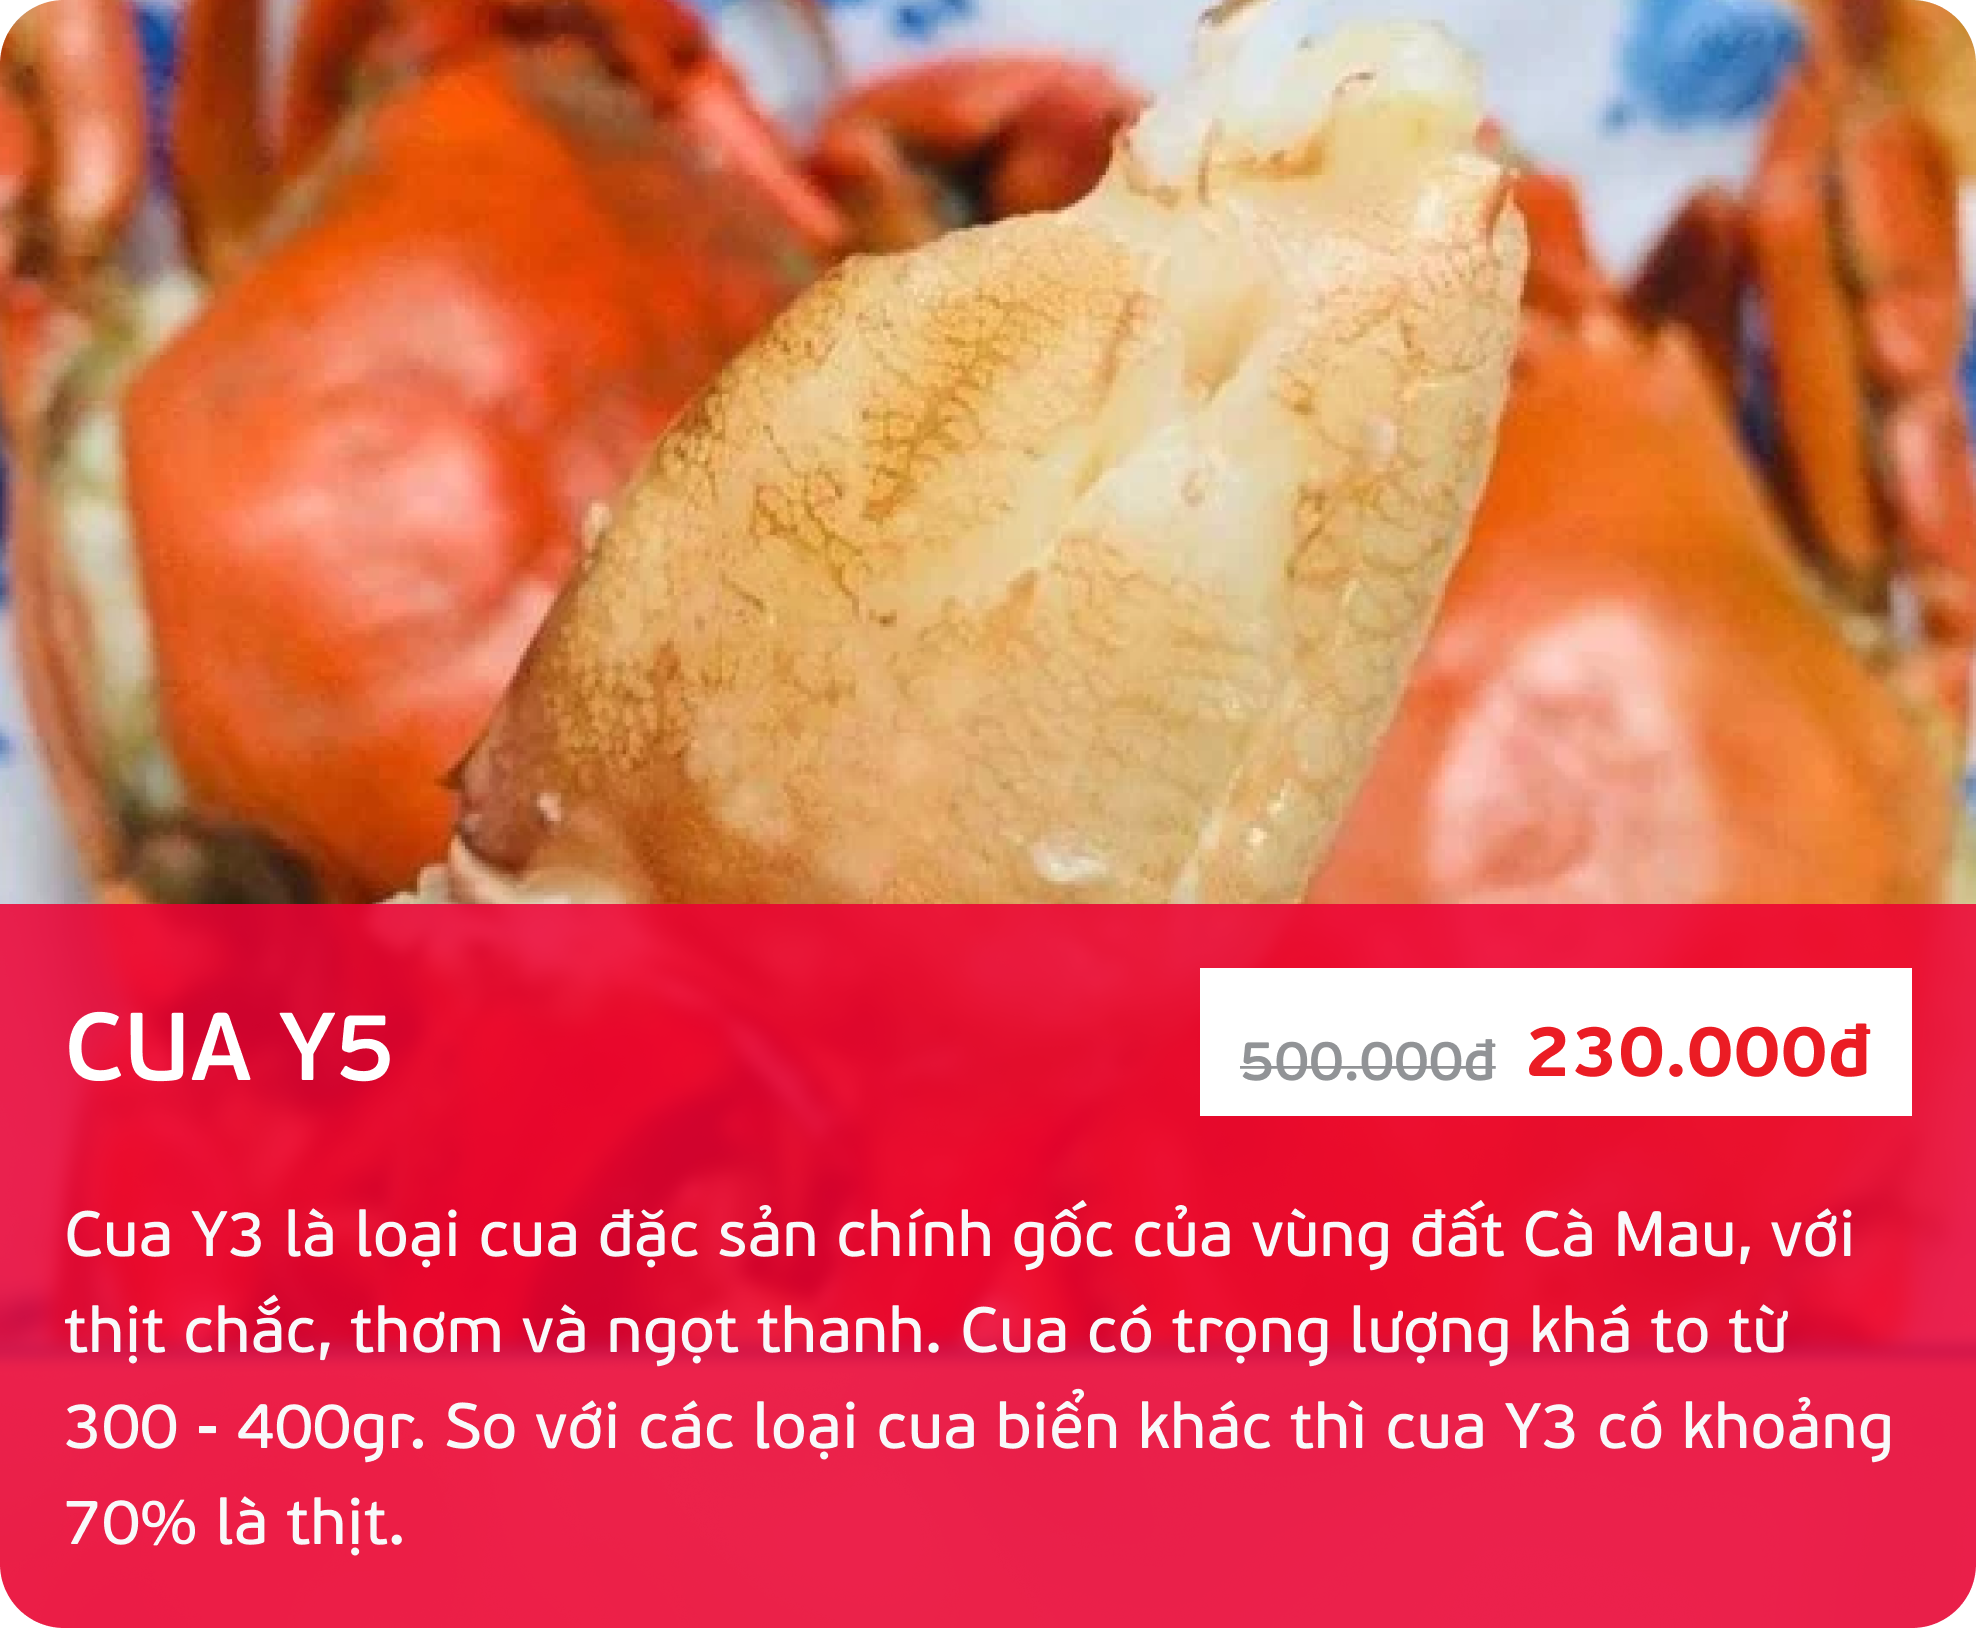 CUA Y5
500.000đ 230.000đ
Cua Y3 là loại cua đặc sản chính gốc của vùng đất Cà Mau, với
thịt chắc, thơm và ngọt thanh. Cua có trọng lượng khá to từ
300 - 400gr. So với các loại cua biển khác thì cua Y3 có khoảng
70% là thịt.